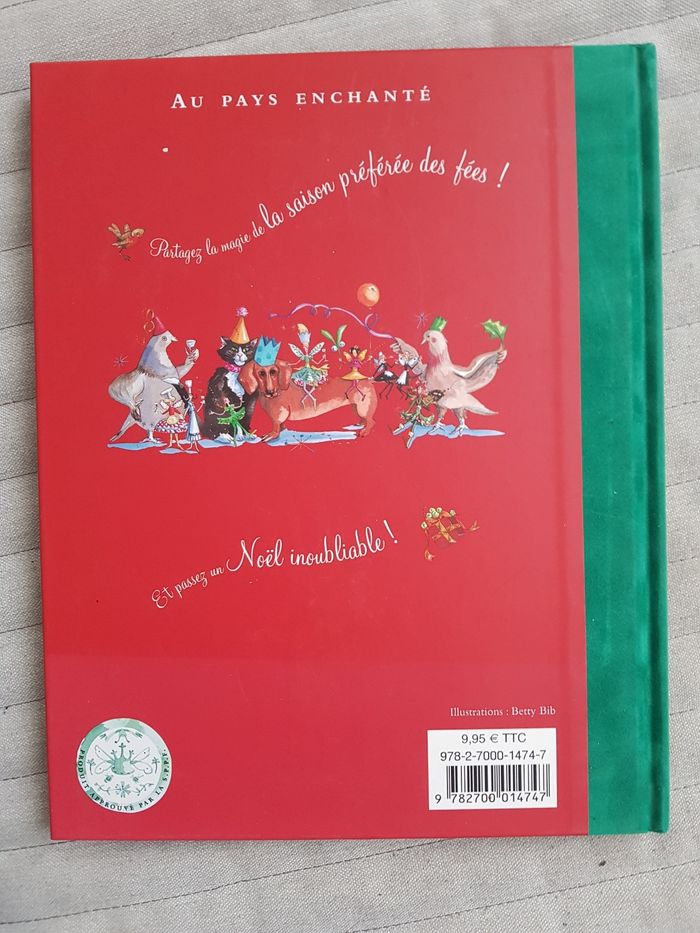 AU PAYS ENCHANTÉ
Partagez la magie de la saison préférée des fées !
Et passez un Noël inoubliable !
Illustrations : Betty Bib
9,95 € TTC
978-2-7000-1474-7
9 782700 014747
PRODUIT APPROUVÉ PAR LA S.P.F.F.